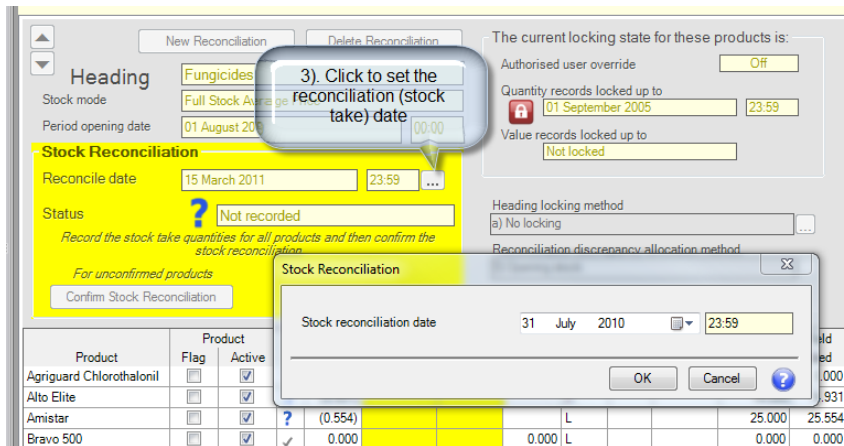 New Reconciliation
Delete Reconciliation
Heading
Fungicides
Stock mode
Full Stock Average
Period opening date
01 August 20
00:00
3). Click to set the
reconciliation (stock
take) date
Stock Reconciliation
Reconcile date
15 March 2011
23:59
...
Status
?
Not recorded
Record the stock take quantities for all products and then confirm the
stock reconciliation
For unconfirmed products
Confirm Stock Reconciliation
The current locking state for these products is:
Authorised user override
Off
Quantity records locked up to
01 September 2005
23:59
Value records locked up to
Not locked
Heading locking method
a) No locking
...
Reconciliation discrepancy allocation method
Stock Reconciliation
Stock reconciliation date
31 July 2010
23:59
OK
Cancel
?
Product
Product
Flag
Active
Agriguard Chlorothalonil
.000
Alto Elite
.931
Amistar ? (0.554) L 25.000 25.554
Bravo 500 0.000 0.000 L 0.000 0.000